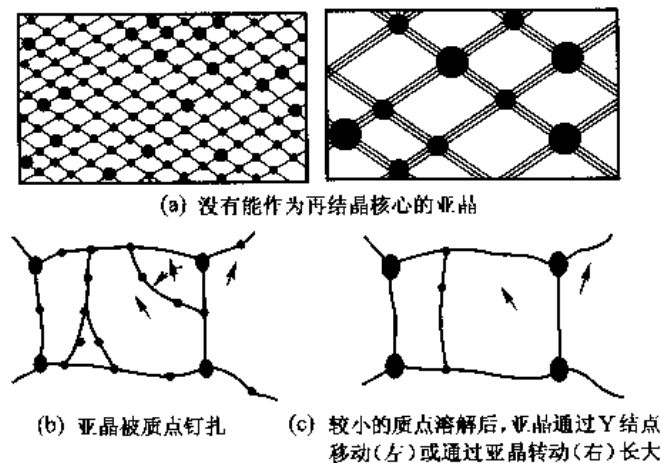 (a) 没有能作为再结晶核心的亚晶
(b) 亚晶被质点钉扎
(c) 较小的质点溶解后,亚晶通过Y结点
移动(左)或通过亚晶转动(右)长大